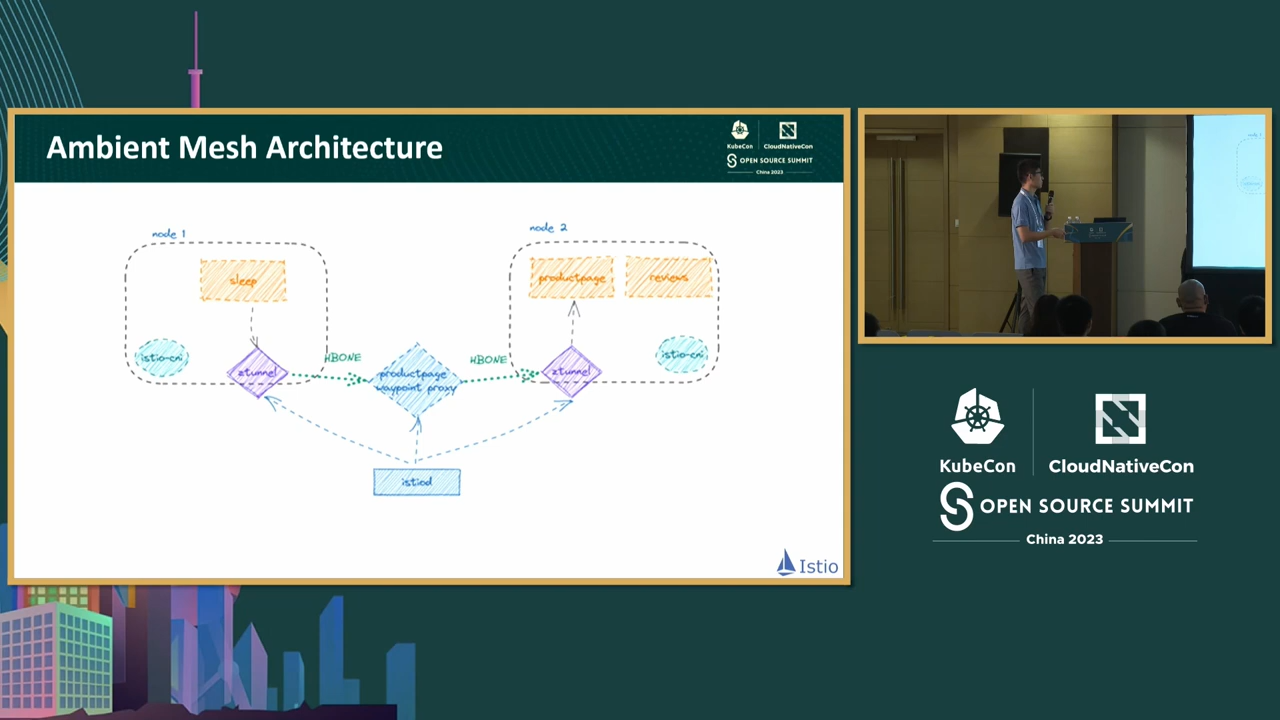 Ambient Mesh Architecture
KubeCon
CloudNativeCon
OPEN SOURCE SUMMIT
China 2023
node 1
node 2
sleep
productpage
reviews
istio-cni
ztunnel
HBONE
productpage
waypoint proxy
HBONE
ztunnel
istio-cni
istiod
Istio
KubeCon
CloudNativeCon
OPEN SOURCE SUMMIT
China 2023